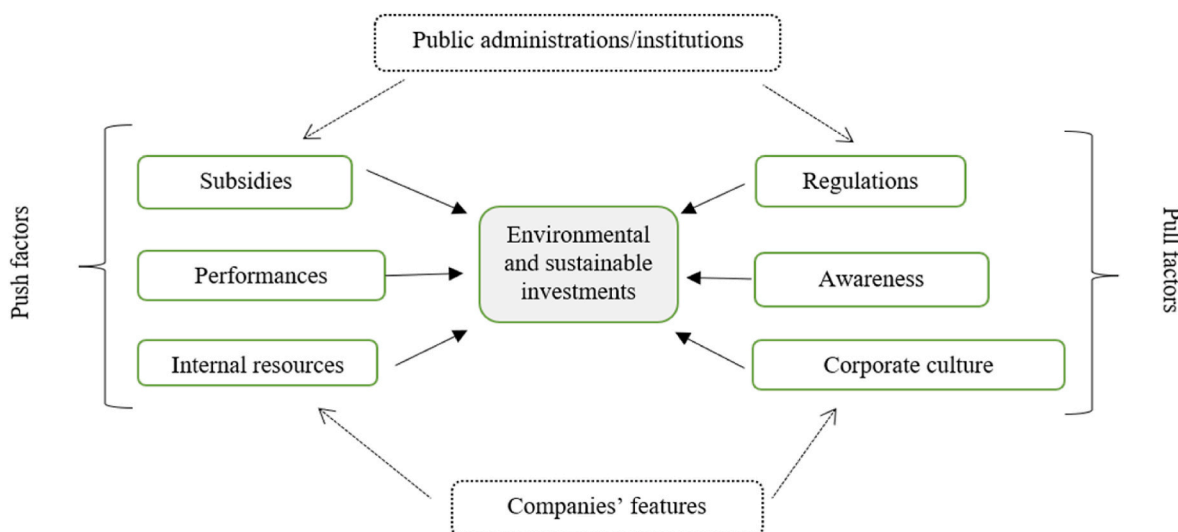 Public administrations/institutions
Push factors
Subsidies
Performances
Internal resources
Environmental
and sustainable
investments
Regulations
Awareness
Corporate culture
Pull factors
Companies’ features